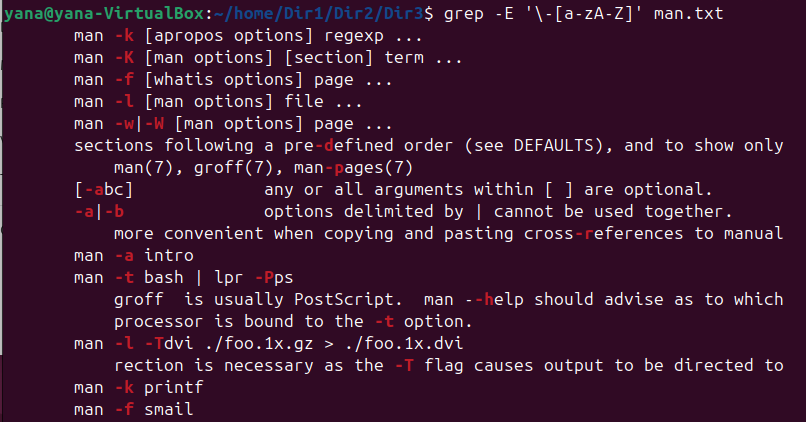 yana@yana-VirtualBox:~/home/Dir1/Dir2/Dir3$ grep -E '\-[a-zA-Z]' man.txt
man -k [apropos options] regexp ...
man -K [man options] [section] term ...
man -f [whatis options] page ...
man -l [man options] file ...
man -w|-W [man options] page ...
sections following a pre-defined order (see DEFAULTS), and to show only
man(7), groff(7), man-pages(7)
[-abc] any or all arguments within [ ] are optional.
-a|-b options delimited by | cannot be used together.
more convenient when copying and pasting cross-references to manual
man -a intro
man -t bash | lpr -Pps
groff  is usually PostScript.  man --help should advise as to which
processor is bound to the -t option.
man -l -Tdvi ./foo.1x.gz > ./foo.1x.dvi
rection is necessary as the -T flag causes output to be directed to
man -k printf
man -f smail